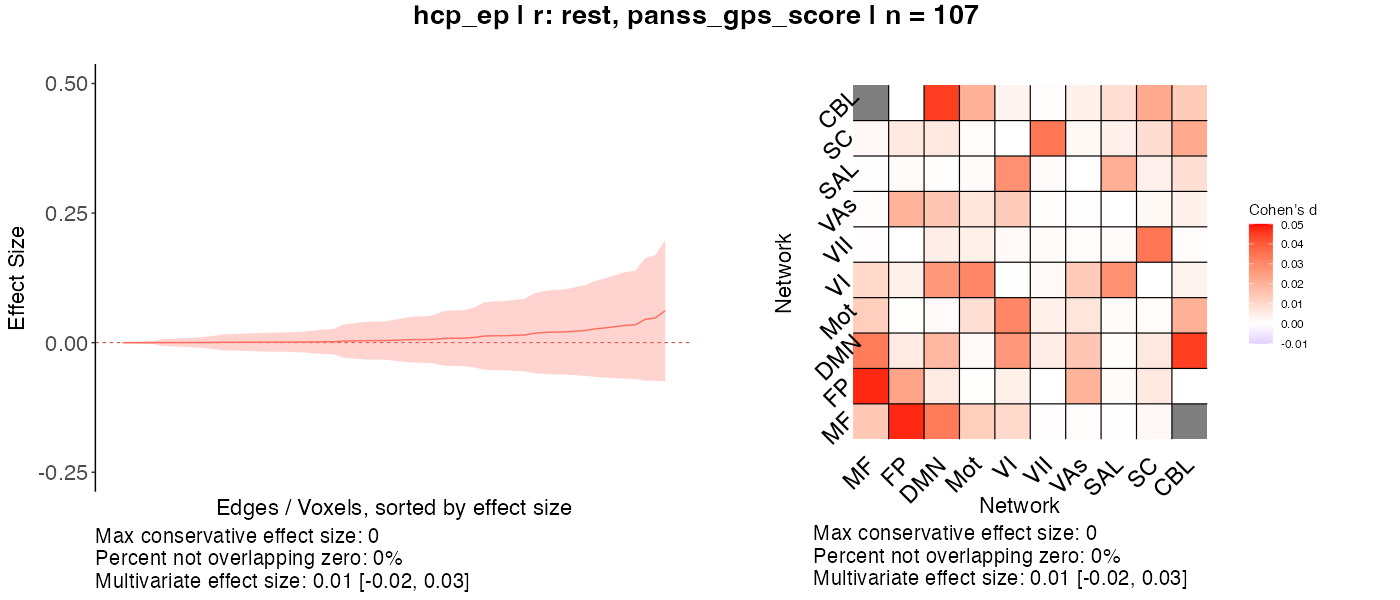 hcp_ep | r: rest, panss_gps_score | n = 107
0.50
0.25
0.00
-0.25
Effect Size
Edges / Voxels, sorted by effect size
Max conservative effect size: 0
Percent not overlapping zero: 0%
Multivariate effect size: 0.01 [-0.02, 0.03]
Network
CBL
SC
SAL
VAs
VII
VI
Mot
DMN
FP
MF
MF FP DMN Mot VI VII VAs SAL SC CBL
Network
Max conservative effect size: 0
Percent not overlapping zero: 0%
Multivariate effect size: 0.01 [-0.02, 0.03]
Cohen's d
0.05
0.04
0.03
0.02
0.01
0.00
-0.01